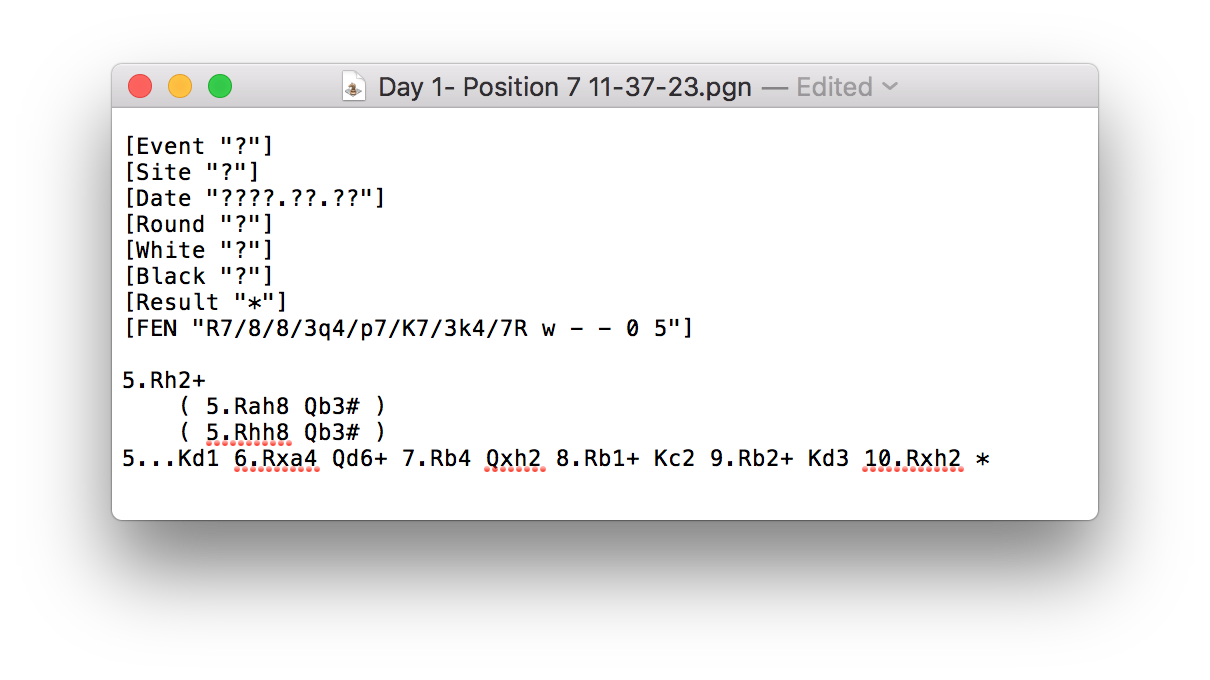 Day 1- Position 7 11-37-23.pgn — Edited
[Event "?"]
[Site "?"]
[Date "????.??.??"]
[Round "?"]
[White "?"]
[Black "?"]
[Result "*"]
[FEN "R7/8/8/3q4/p7/K7/3k4/7R w - - 0 5"]
5.Rh2+
( 5.Rah8 Qb3# )
( 5.Rhh8 Qb3# )
5...Kd1 6.Rxa4 Qd6+ 7.Rb4 Qxh2 8.Rb1+ Kc2 9.Rb2+ Kd3 10.Rxh2 *